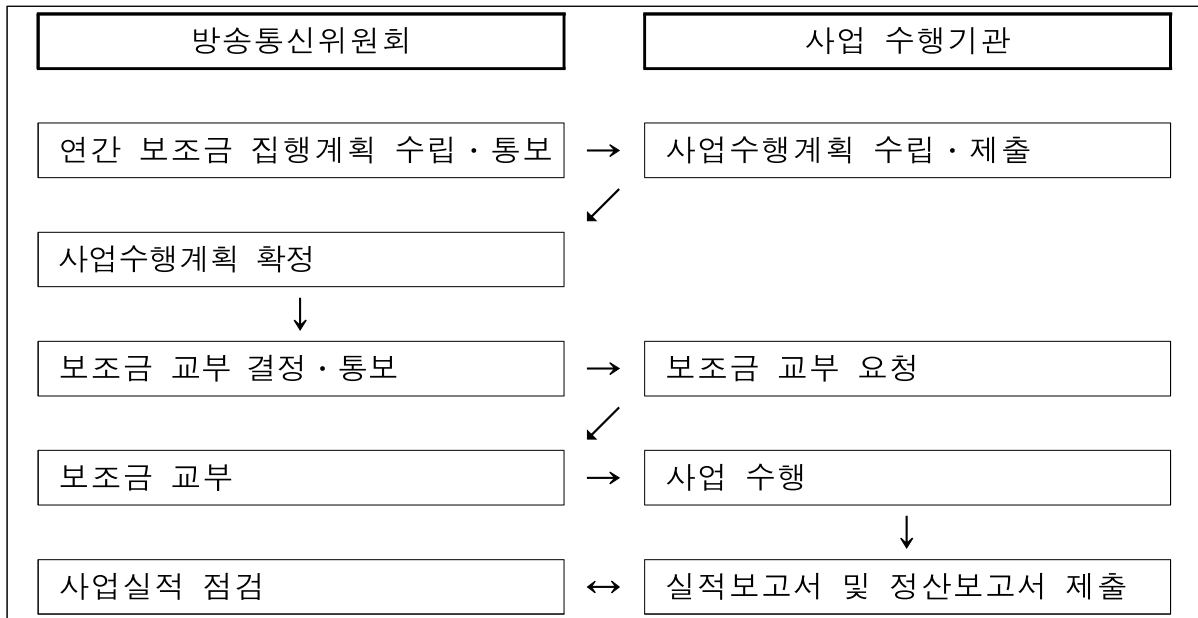 방송통신위원회
사업 수행기관
연간 보조금 집행계획 수립·통보 → 사업수행계획 수립·제출
사업수행계획 확정
보조금 교부 결정·통보 → 보조금 교부 요청
보조금 교부 → 사업 수행
사업실적 점검 ↔ 실적보고서 및 정산보고서 제출